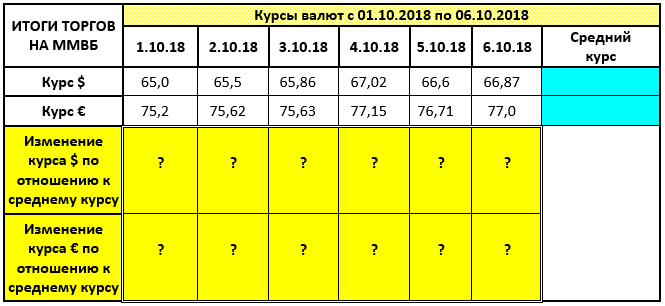 ИТОГИ ТОРГОВ НА ММВБ
Курсы валют с 01.10.2018 по 06.10.2018
1.10.18 2.10.18 3.10.18 4.10.18 5.10.18 6.10.18 Средний курс
Курс $ 65,0 65,5 65,86 67,02 66,6 66,87
Курс € 75,2 75,62 75,63 77,15 76,71 77,0
Изменение
курса $ по
отношению к
среднему курсу
? ? ? ? ? ?
Изменение
курса € по
отношению к
среднему курсу
? ? ? ? ? ?